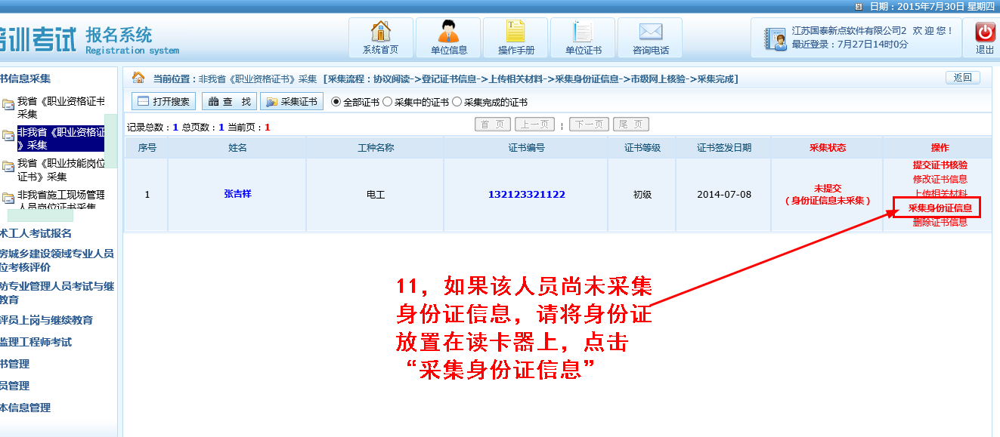 日期：2015年7月30日 星期四
培训考试 报名系统
Registration system
系统首页
单位信息
操作手册
单位证书
咨询电话
江苏国泰新点软件有限公司2 欢 迎 您！
最近登录：7月27日14时0分
退出
书信息采集
我省《职业资格证书
采集
非我省《职业资格证
》采集
我省《职业技能岗位
证书》采集
非我省施工现场管理
人员岗位证书采集
术工人考试报名
房城乡建设领域专业人员
位考核评价
防专业管理人员考试与继
教育
评员上岗与继续教育
监理工程师考试
书管理
员管理
本信息管理
当前位置：非我省《职业资格证书》采集 [采集流程：协议阅读->登记证书信息->上传相关材料->采集身份证信息->市级网上核验->采集完成]
返回
打开搜索 查 找 采集证书 全部证书 采集中的证书 采集完成的证书
记录总数：1 总页数：1 当前页：1
首 页 上一页 ¦ 下一页 尾 页
序号 姓名 工种名称 证书编号 证书等级 证书签发日期 采集状态 操作
1 张吉祥 电工 132123321122 初级 2014-07-08
未提交
（身份证信息未采集）
提交证书核验
修改证书信息
上传相关材料
采集身份证信息
删除证书信息
11，如果该人员尚未采集
身份证信息，请将身份证
放置在读卡器上，点击
“采集身份证信息”